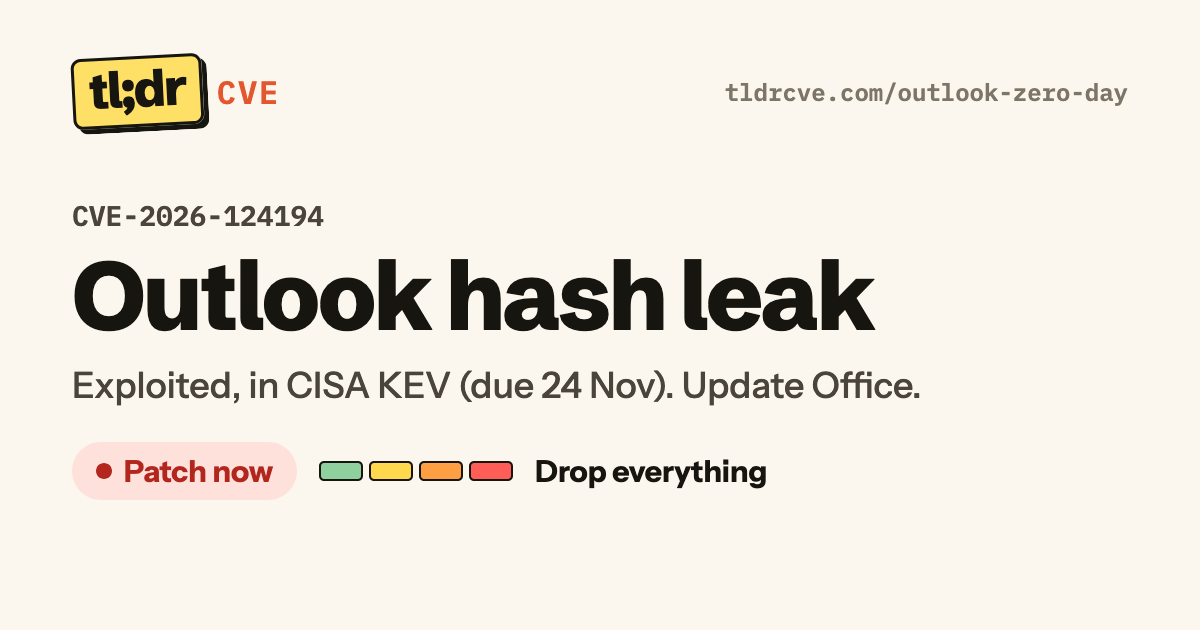 tl;dr CVE
tldrcve.com/outlook-zero-day
CVE-2026-124194
Outlook hash leak
Exploited, in CISA KEV (due 24 Nov). Update Office.
Patch now
Drop everything